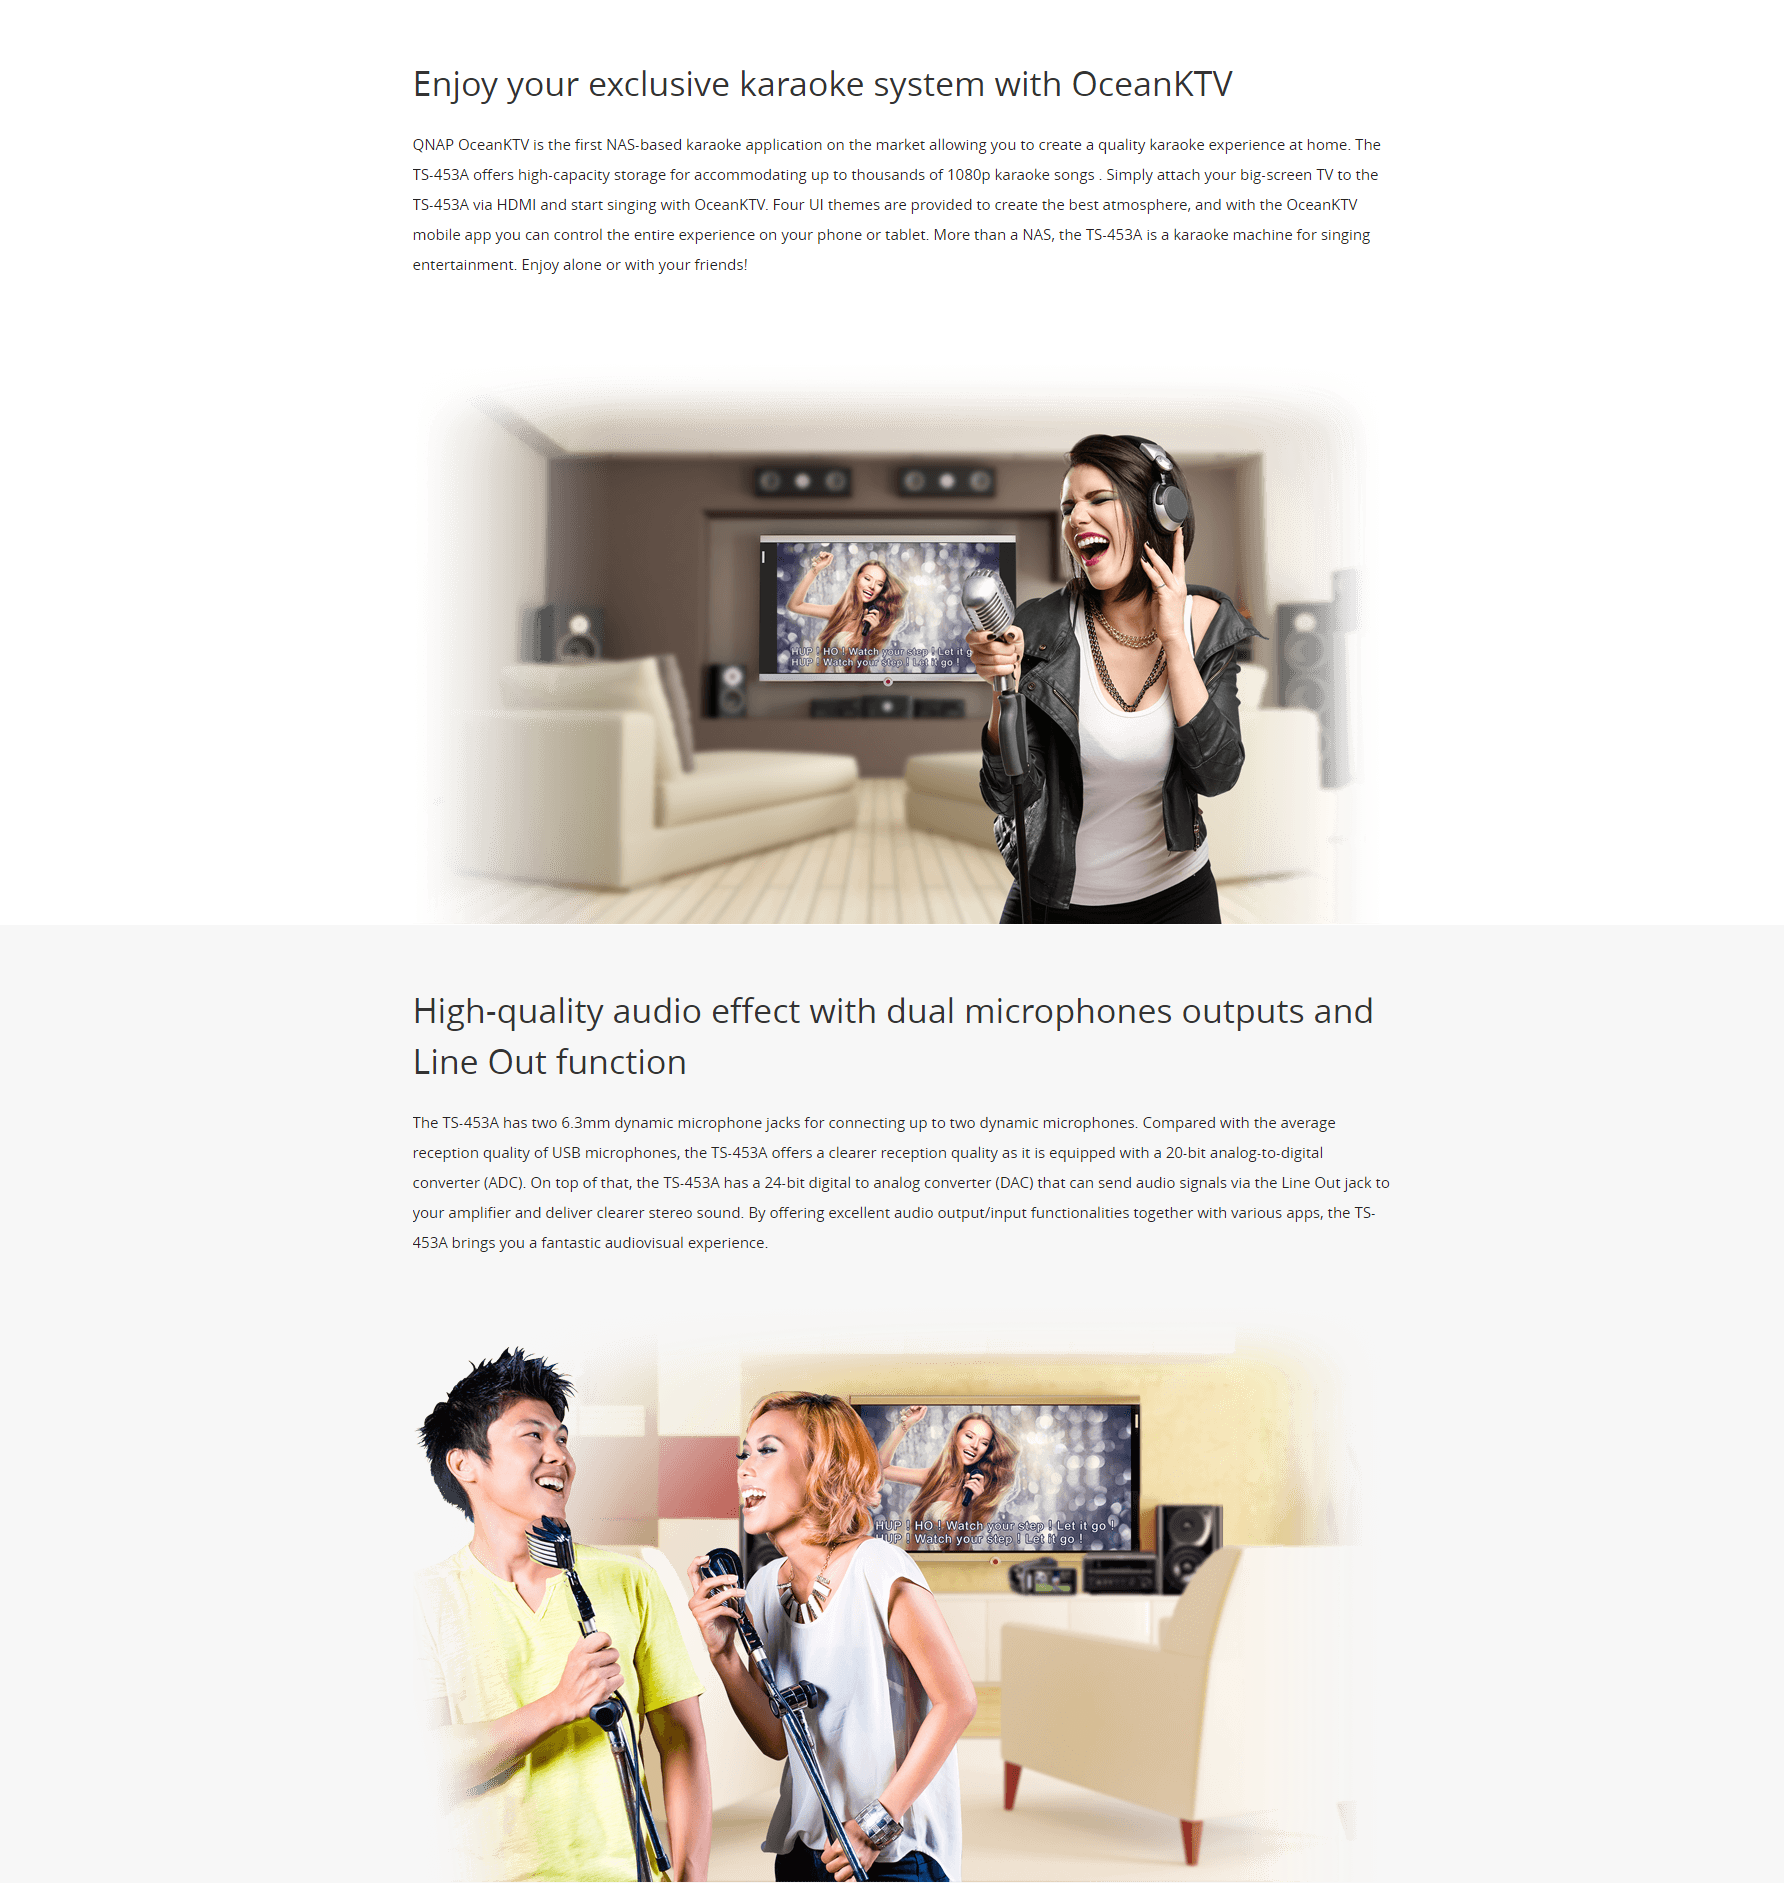 Enjoy your exclusive karaoke system with OceanKTV
QNAP OceanKTV is the first NAS-based karaoke application on the market allowing you to create a quality karaoke experience at home. The
TS-453A offers high-capacity storage for accommodating up to thousands of 1080p karaoke songs . Simply attach your big-screen TV to the
TS-453A via HDMI and start singing with OceanKTV. Four UI themes are provided to create the best atmosphere, and with the OceanKTV
mobile app you can control the entire experience on your phone or tablet. More than a NAS, the TS-453A is a karaoke machine for singing
entertainment. Enjoy alone or with your friends!
HUP ! HO ! Watch your step ! Let it g
HUP ! Watch your step ! Let it go !
High-quality audio effect with dual microphones outputs and
Line Out function
The TS-453A has two 6.3mm dynamic microphone jacks for connecting up to two dynamic microphones. Compared with the average
reception quality of USB microphones, the TS-453A offers a clearer reception quality as it is equipped with a 20-bit analog-to-digital
converter (ADC). On top of that, the TS-453A has a 24-bit digital to analog converter (DAC) that can send audio signals via the Line Out jack to
your amplifier and deliver clearer stereo sound. By offering excellent audio output/input functionalities together with various apps, the TS-
453A brings you a fantastic audiovisual experience.
HUP ! HO ! Watch your step ! Let it go !
HUP ! Watch your step ! Let it go !